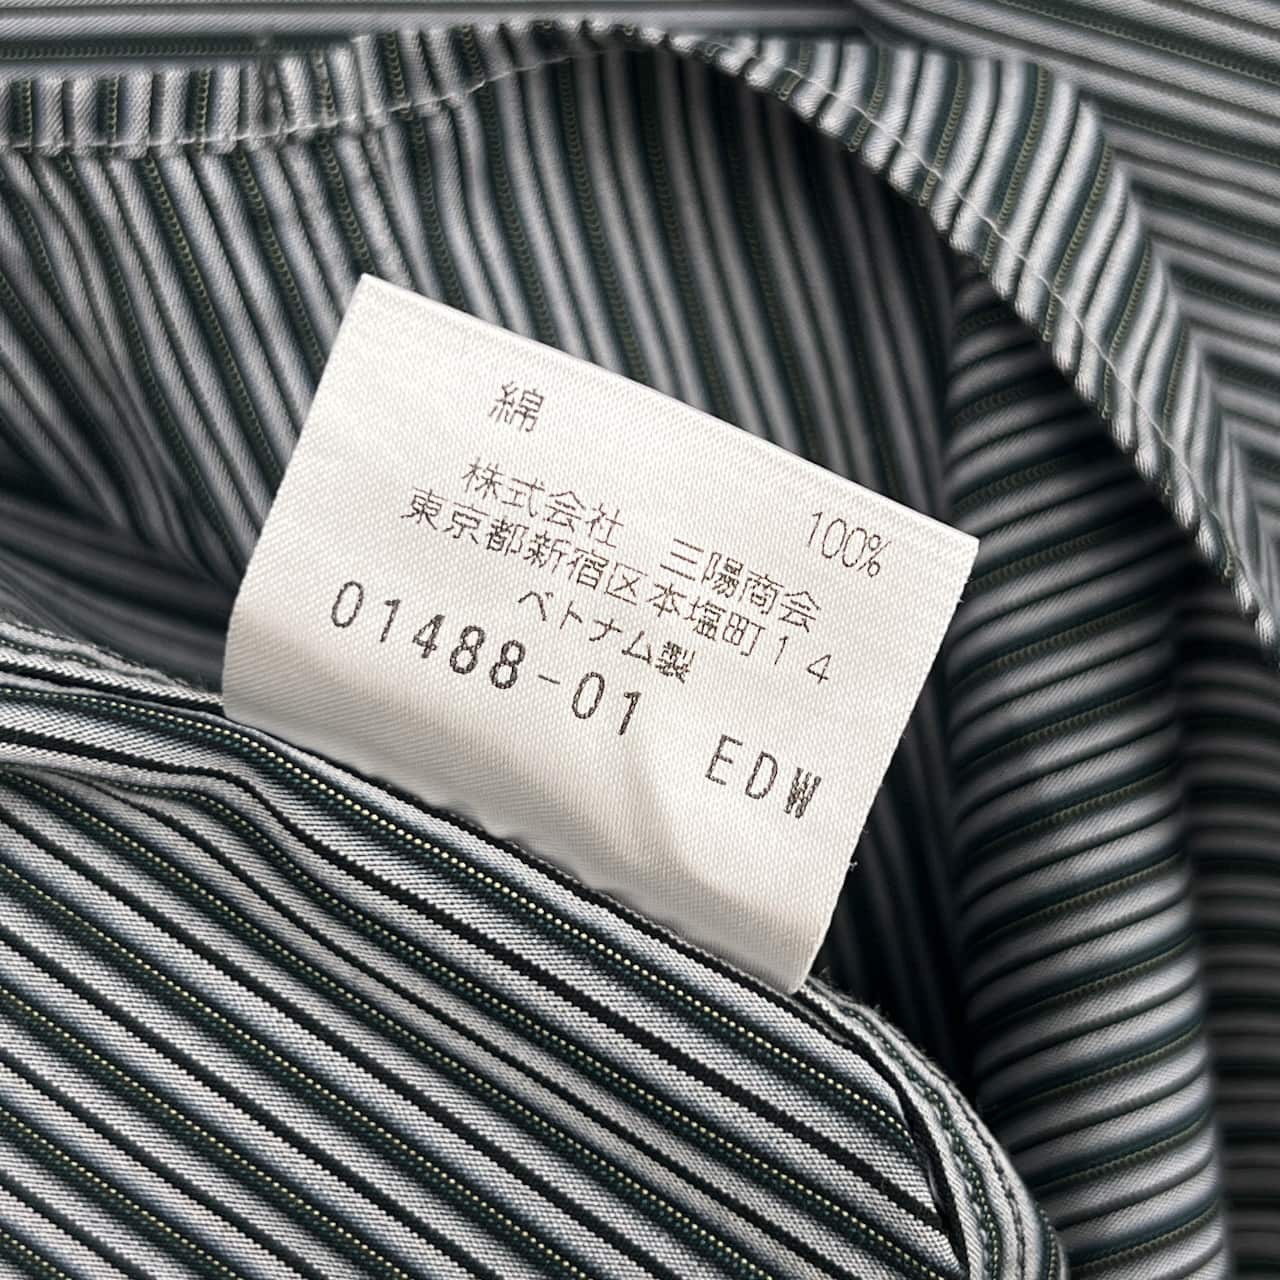 綿 100%
株式会社 三陽商会
東京都新宿区本塩町14
ベトナム製
01488-01 EDW